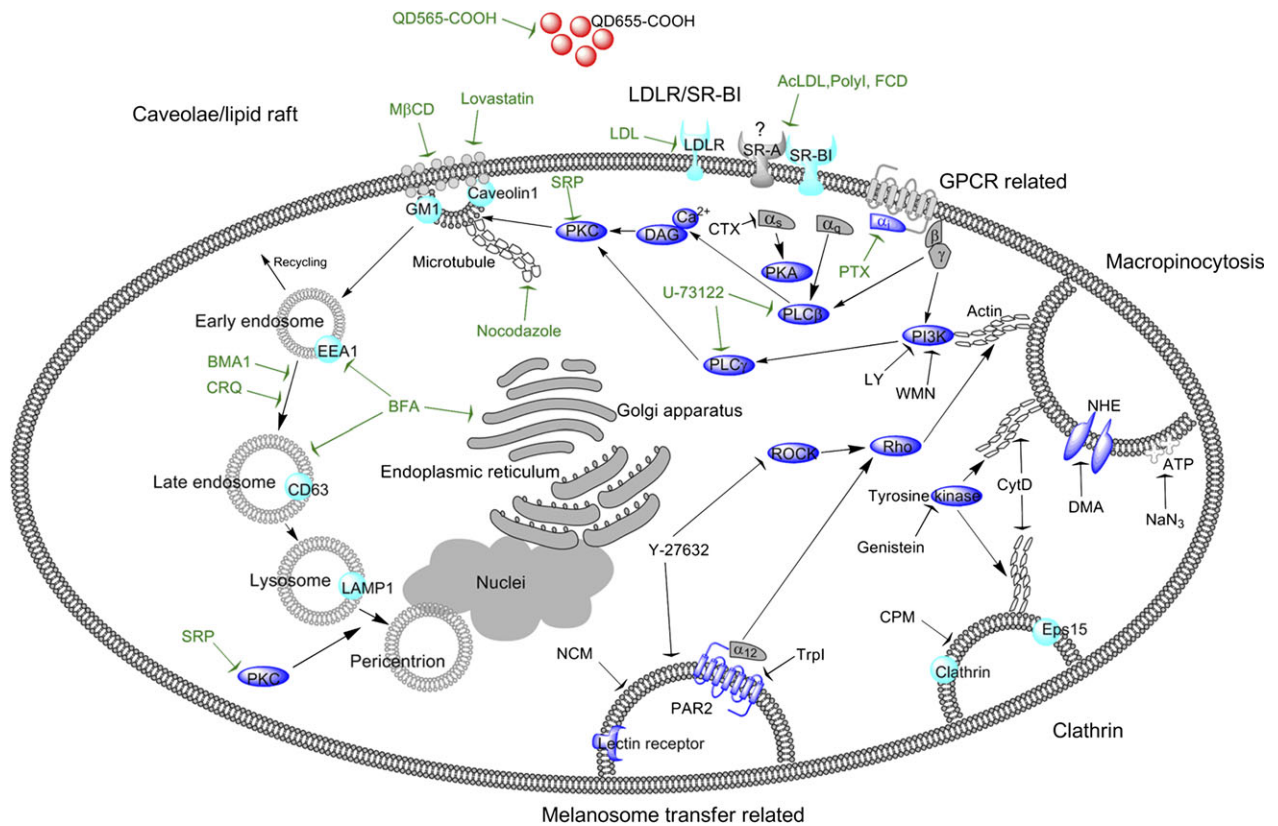 QD565-COOH
QD655-COOH
AcLDL,PolyI, FCD
LDLR/SR-BI
Lovastatin
MβCD
Caveolae/lipid raft
LDL
LDLR
?
SR-A
SR-BI
GPCR related
Caveolin1
GM1
SRP
PKC
DAG
Ca2+
CTX
αs
αq
αi
β
γ
PKA
PTX
Macropinocytosis
Microtubule
Recycling
U-73122
PLCβ
Early endosome
EEA1
Nocodazole
Actin
PI3K
PLCγ
LY
WMN
BMA1
CRQ
BFA
Golgi apparatus
NHE
ROCK
Rho
ATP
Endoplasmic reticulum
Late endosome
CD63
Tyrosine kinase
CytD
DMA
NaN3
Genistein
Y-27632
Lysosome
LAMP1
Nuclei
CPM
Eps15
SRP
PKC
Pericentrion
NCM
α12
TrpI
Clathrin
PAR2
Lectin receptor
Clathrin
Melanosome transfer related